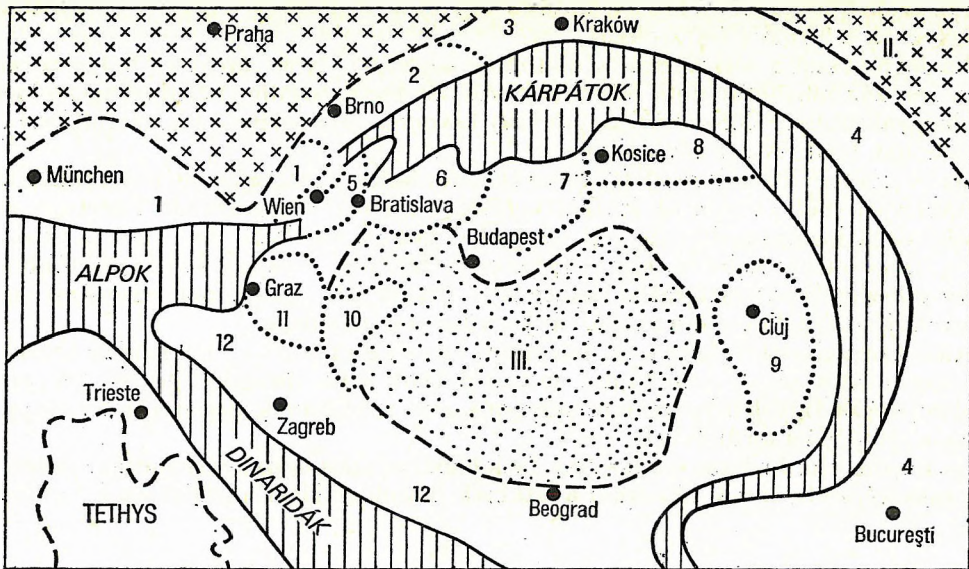 Praha
3
Kraków
II.
2
KÁRPÁTOK
Brno
4
München
1
1
Wien
5
Bratislava
6
7
Kosice
8
Budapest
ALPOK
Graz
11
10
12
III.
Cluj
9
Trieste
Zagreb
DINARIDÁK
12
Beograd
4
TETHYS
Bucureşti